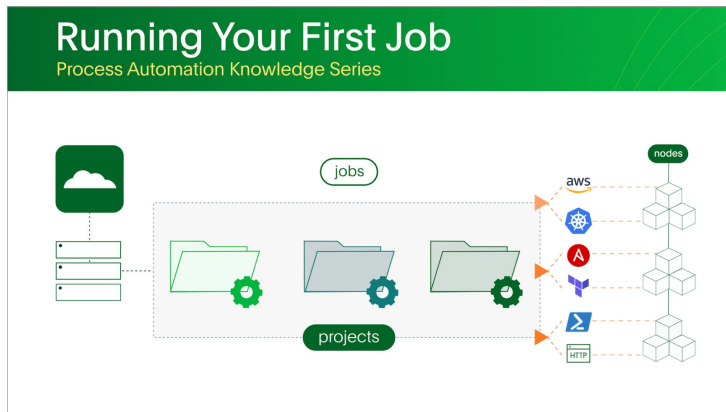 Running Your First Job
Process Automation Knowledge Series
jobs
nodes
aws
A
HTTP
projects